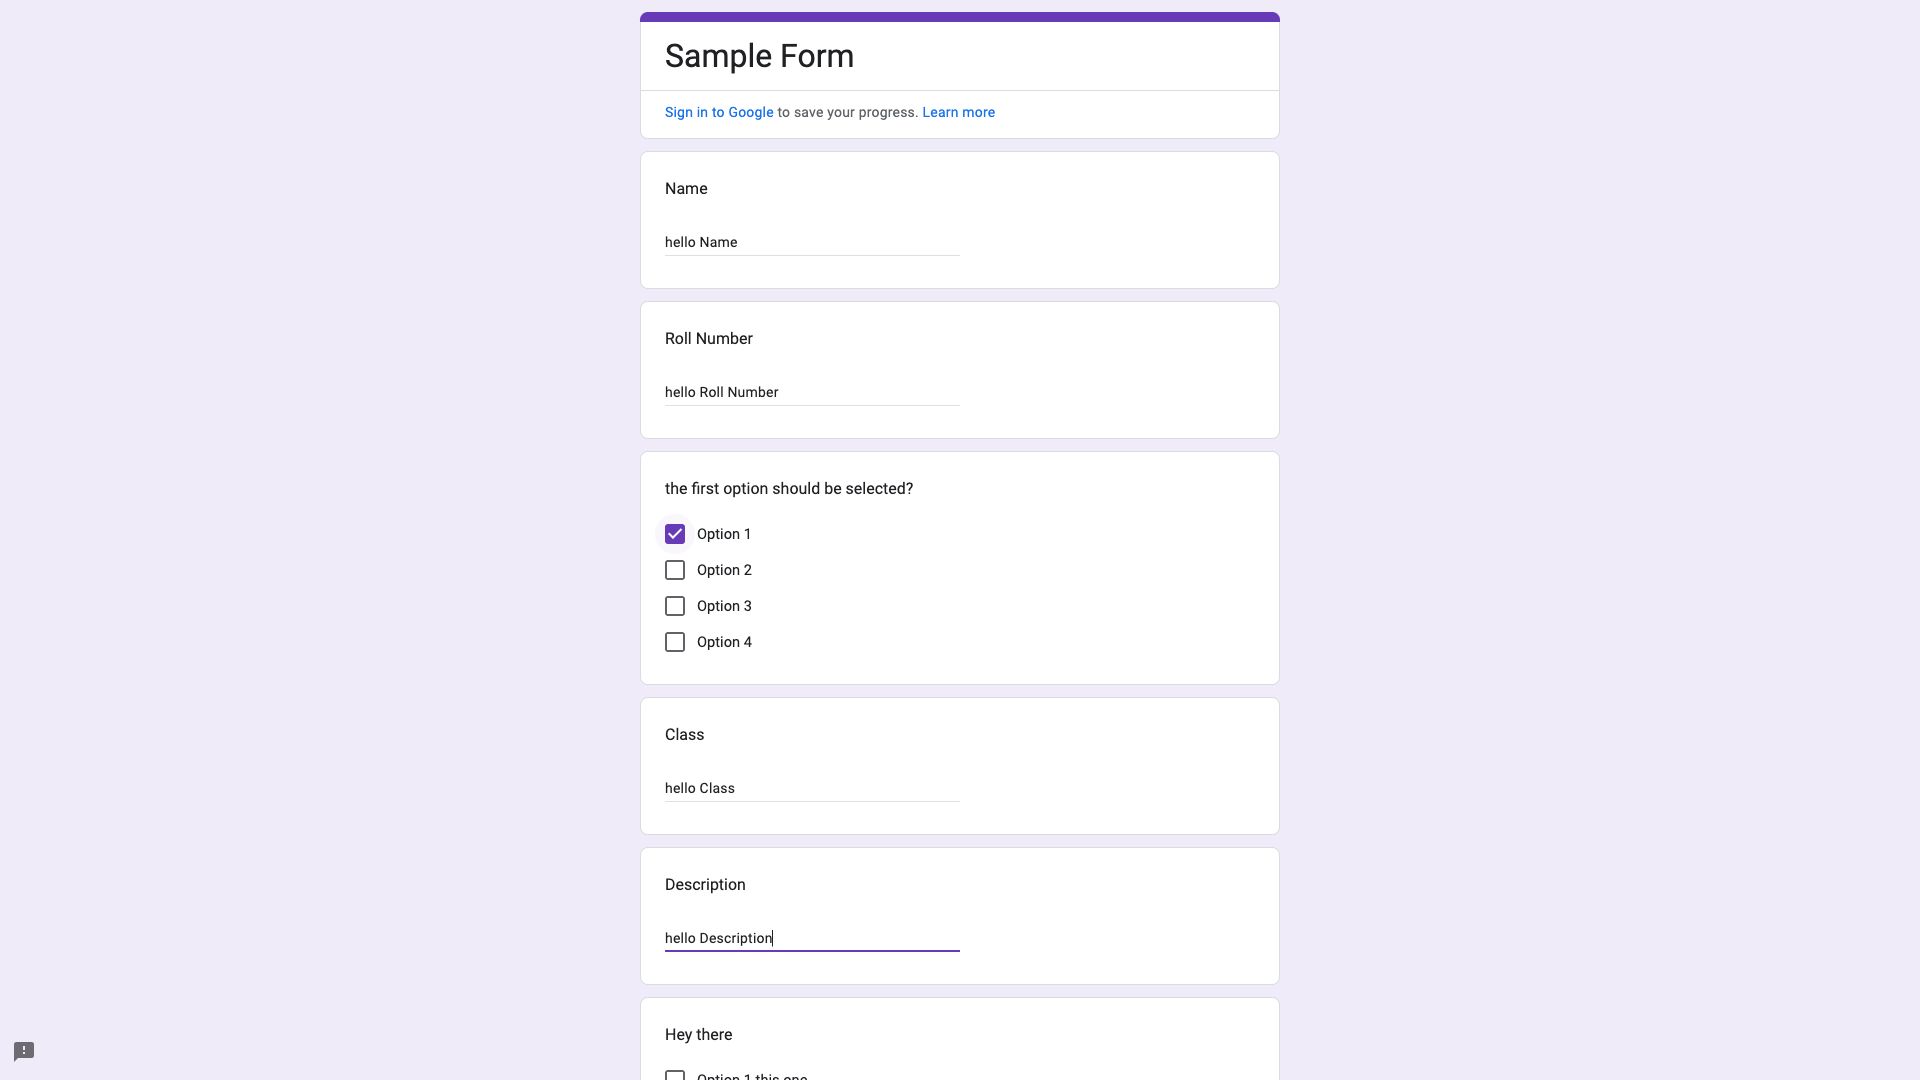 Sample Form
Sign in to Google to save your progress. Learn more
Name
hello Name
Roll Number
hello Roll Number
the first option should be selected?
Option 1
Option 2
Option 3
Option 4
Class
hello Class
Description
hello Description
Hey there
Option 1 this one